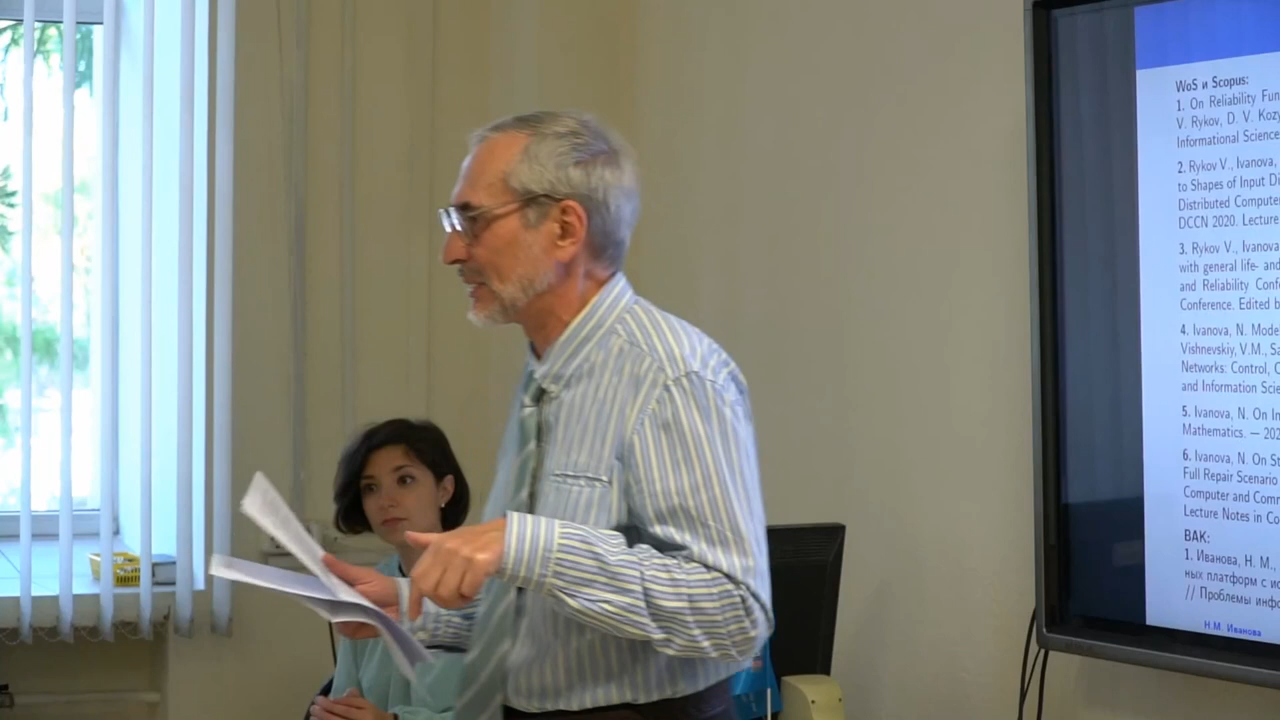 WoS и Scopus:
1. On Reliability Fun
V. Rykov, D. V. Kozy
Informational Science
2. Rykov V., Ivanova,
to Shapes of Input Di
Distributed Compute
DCCN 2020. Lecture
3. Rykov V., Ivanova
with general life- and
and Reliability Conf
Conference. Edited b
4. Ivanova, N. Mode
Vishnevskiy, V.M., Sa
Networks: Control, C
and Information Scie
5. Ivanova, N. On In
Mathematics. — 202
6. Ivanova, N. On St
Full Repair Scenario
Computer and Comm
Lecture Notes in Co
ВАК:
1. Иванова, Н. М.,
ных платформ с ис
// Проблемы инфо
Н.М. Иванова